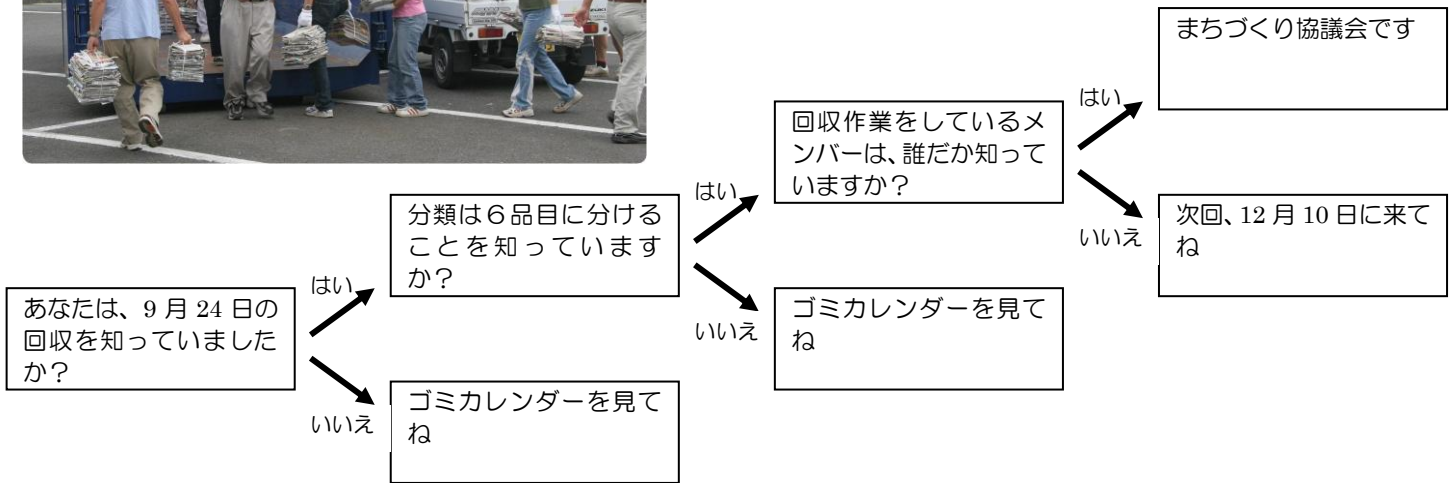 あなたは、9月24日の
回収を知っていました
か？
はい
いいえ
分類は６品目に分ける
ことを知っています
か？
ゴミカレンダーを見て
ね
はい
いいえ
回収作業をしているメ
ンバーは、誰だか知って
いますか？
ゴミカレンダーを見て
ね
はい
いいえ
まちづくり協議会です
次回、12月10日に来て
ね